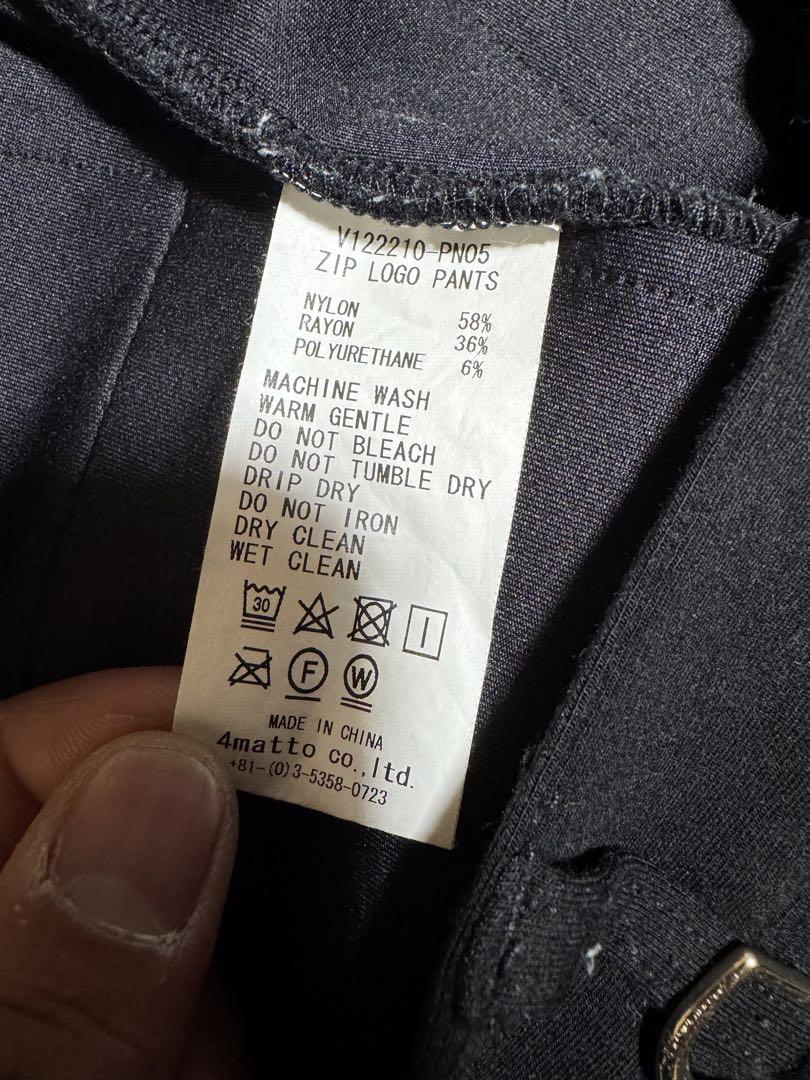 V122210-PN05
ZIP LOGO PANTS
NYLON 58%
RAYON 36%
POLYURETHANE 6%
MACHINE WASH
WARM GENTLE
DO NOT BLEACH
DO NOT TUMBLE DRY
DRIP DRY
DO NOT IRON
DRY CLEAN
WET CLEAN
30
F W
MADE IN CHINA
4matto co.,ltd.
+81-(0)3-5358-0723